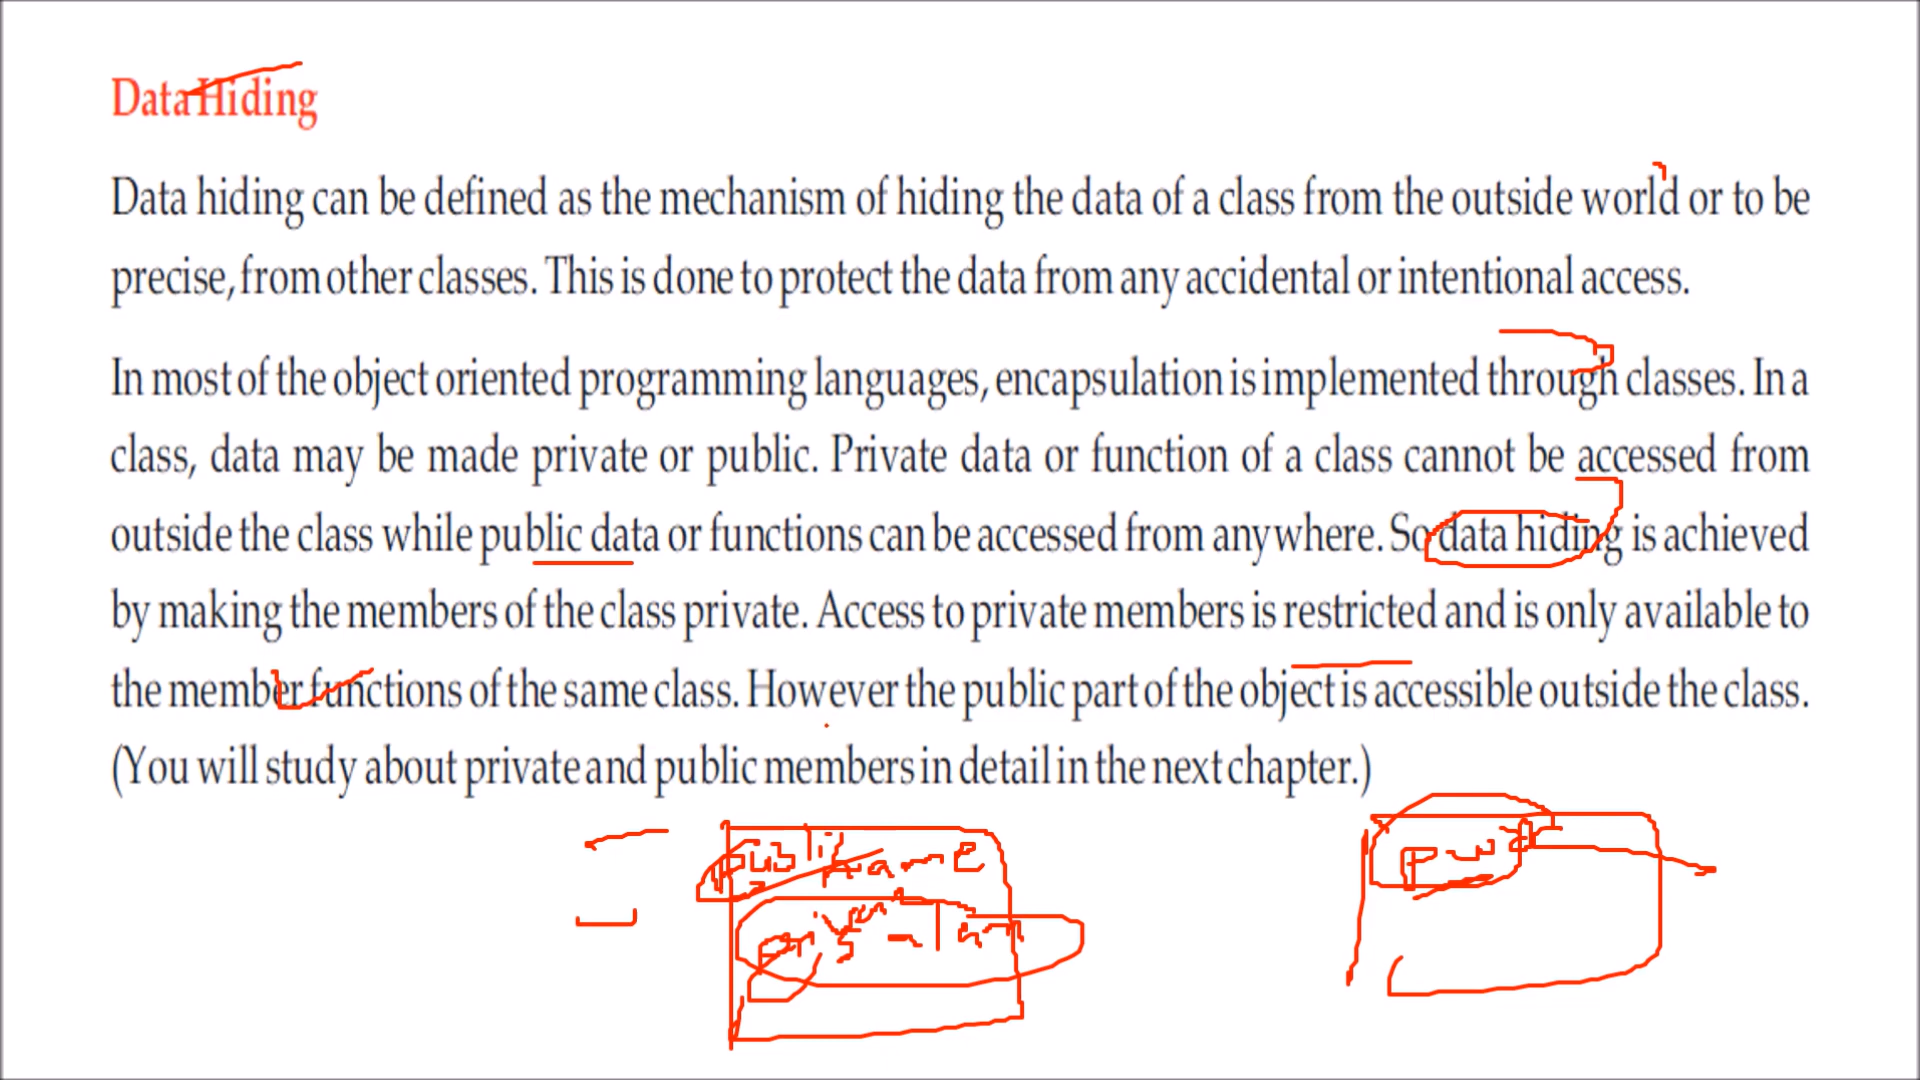 Data Hiding
Data hiding can be defined as the mechanism of hiding the data of a class from the outside world or to be
precise, from other classes. This is done to protect the data from any accidental or intentional access.
In most of the object oriented programming languages, encapsulation is implemented through classes. In a
class, data may be made private or public. Private data or function of a class cannot be accessed from
outside the class while public data or functions can be accessed from anywhere. So data hiding is achieved
by making the members of the class private. Access to private members is restricted and is only available to
the member functions of the same class. However the public part of the object is accessible outside the class.
(You will study about private and public members in detail in the next chapter.)